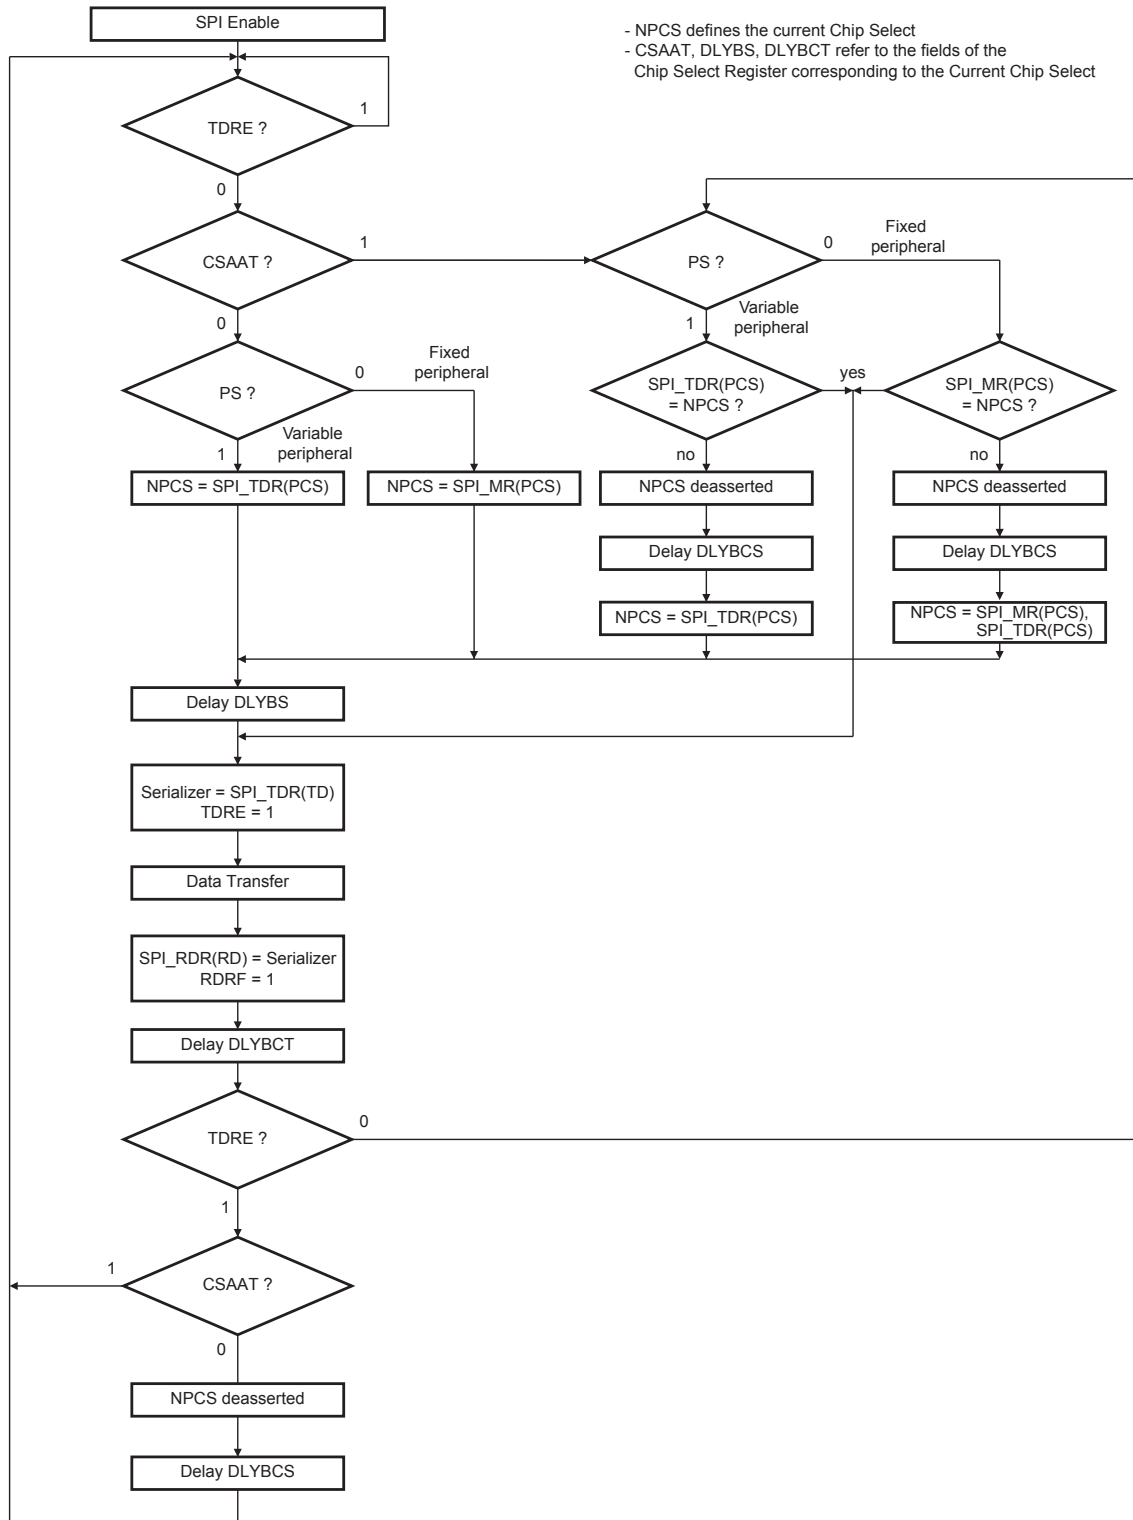 SPI Enable
- NPCS defines the current Chip Select
- CSAAT, DLYBS, DLYBCT refer to the fields of the
Chip Select Register corresponding to the Current Chip Select
TDRE ?
1
0
CSAAT ?
1
0
PS ?
0
Fixed
peripheral
1
Variable
peripheral
NPCS = SPI_TDR(PCS)
NPCS = SPI_MR(PCS)
PS ?
0
Fixed
peripheral
1
Variable
peripheral
SPI_TDR(PCS)
= NPCS ?
yes
SPI_MR(PCS)
= NPCS ?
no
no
NPCS deasserted
NPCS deasserted
Delay DLYBCS
Delay DLYBCS
NPCS = SPI_TDR(PCS)
NPCS = SPI_MR(PCS),
SPI_TDR(PCS)
Delay DLYBS
Serializer = SPI_TDR(TD)
TDRE = 1
Data Transfer
SPI_RDR(RD) = Serializer
RDRF = 1
Delay DLYBCT
TDRE ?
0
1
CSAAT ?
1
0
NPCS deasserted
Delay DLYBCS